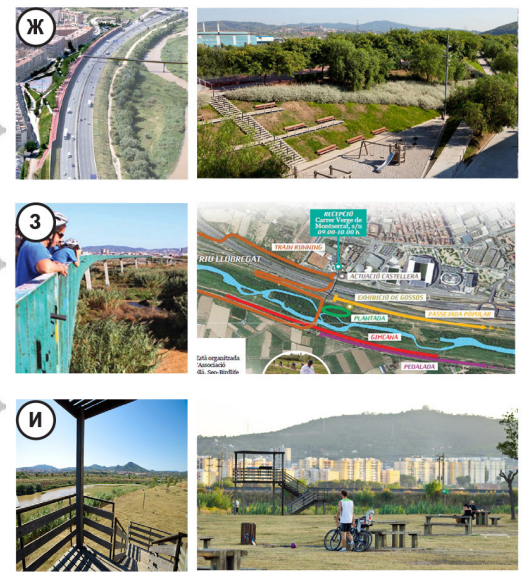 Ж
З
RECEPCIÓ
Carrer Verge de
Montserrat, s/n
09.00-10.00 h
TRAIL RUNNING
RIU LLOBREGAT
ACTUACIÓ CASTELLERA
EXHIBICIÓ DE GOSSOS
PLANTADA
PASSEJADA POPULAR
GIMCANA
PEDALADA
està organitzada
l'Associació
Seo-Birdlife
И